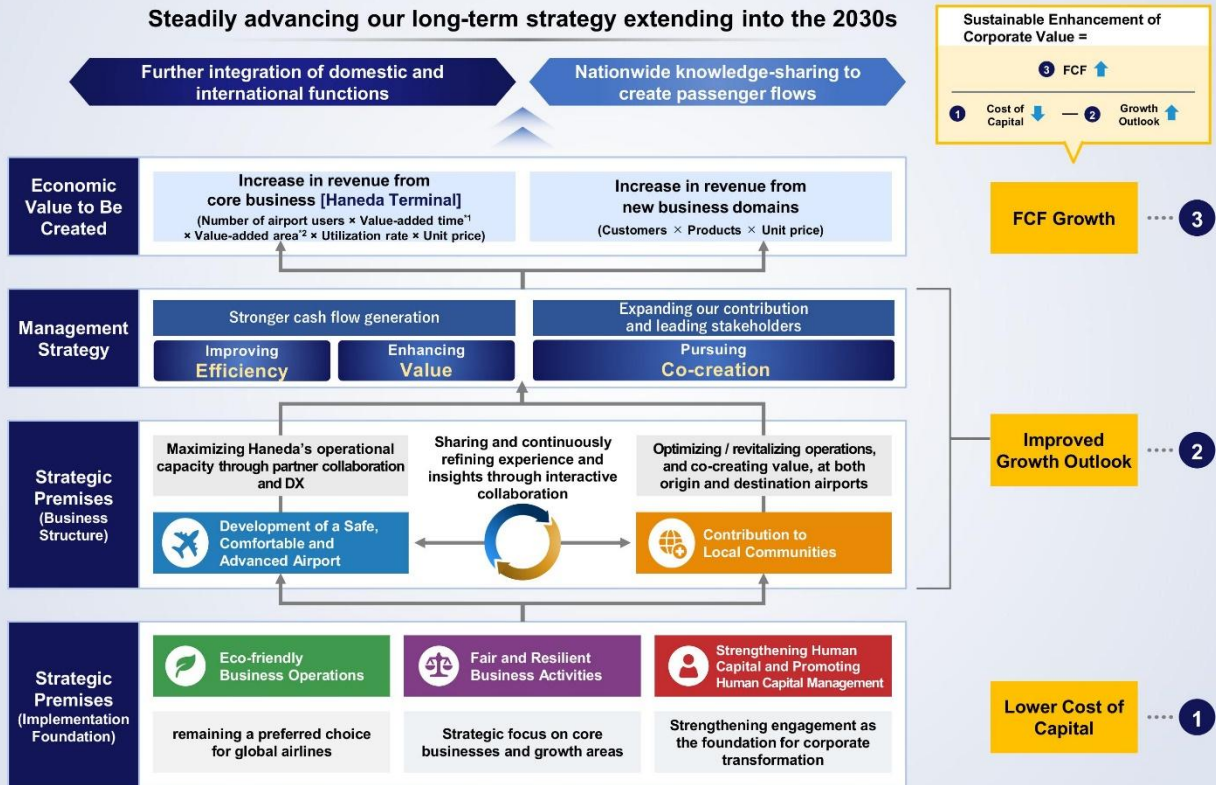 Steadily advancing our long-term strategy extending into the 2030s
Further integration of domestic and
international functions
Nationwide knowledge-sharing to
create passenger flows
Sustainable Enhancement of
Corporate Value =
3 FCF
1 Cost of
Capital
— 2 Growth
Outlook
Economic
Value to Be
Created
Increase in revenue from
core business [Haneda Terminal]
(Number of airport users × Value-added time*1
× Value-added area*2 × Utilization rate × Unit price)
Increase in revenue from
new business domains
(Customers × Products × Unit price)
FCF Growth
3
Management
Strategy
Stronger cash flow generation
Improving
Efficiency
Enhancing
Value
Expanding our contribution
and leading stakeholders
Pursuing
Co-creation
Strategic
Premises
(Business
Structure)
Maximizing Haneda's operational
capacity through partner collaboration
and DX
Sharing and continuously
refining experience and
insights through interactive
collaboration
Optimizing / revitalizing operations,
and co-creating value, at both
origin and destination airports
Development of a Safe,
Comfortable and
Advanced Airport
Contribution to
Local Communities
Improved
Growth Outlook
2
Strategic
Premises
(Implementation
Foundation)
Eco-friendly
Business Operations
Fair and Resilient
Business Activities
Strengthening Human
Capital and Promoting
Human Capital Management
remaining a preferred choice
for global airlines
Strategic focus on core
businesses and growth areas
Strengthening engagement as
the foundation for corporate
transformation
Lower Cost of
Capital
1